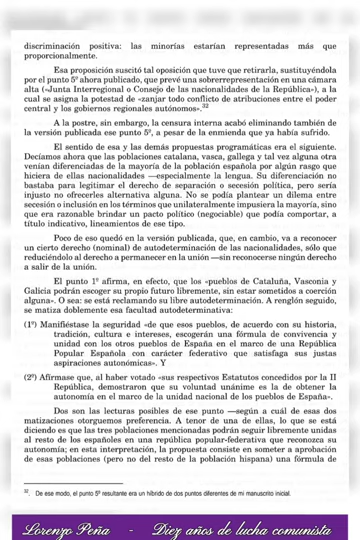 discriminación positiva: las minorías estarían representadas más que
proporcionalmente.
Esa proposición suscitó tal oposición que tuve que retirarla, sustituyéndola
por el punto 5º ahora publicado, que prevé una sobrerrepresentación en una cámara
alta («Junta Interregional o Consejo de las nacionalidades de la República»), a la
cual se asigna la potestad de «zanjar todo conflicto de atribuciones entre el poder
central y los gobiernos regionales autónomos».32
A la postre, sin embargo, la censura interna acabó eliminando también de
la versión publicada ese punto 5º, a pesar de la enmienda que ya había sufrido.
El sentido de esa y las demás propuestas programáticas era el siguiente.
Decíamos ahora que las poblaciones catalana, vasca, gallega y tal vez alguna otra
venían diferenciadas de la mayoría de la población española por algún rasgo que
hiciera de ellas nacionalidades —especialmente la lengua. Su diferenciación no
bastaba para legitimar el derecho de separación o secesión política, pero sería
injusto no ofrecerles alternativa alguna. No se podía plantear un dilema entre
secesión o inclusión en los términos que unilateralmente impusiera la mayoría, sino
que era razonable brindar un pacto político (negociable) que podía comportar, a
título indicativo, lineamientos de ese tipo.
Poco de eso quedó en la versión publicada, que, en cambio, va a reconocer
un cierto derecho (nominal) de autodeterminación de las nacionalidades, sólo que
reduciéndolo al derecho a permanecer en la unión —sin reconocerse ningún derecho
a salir de la unión.
El punto 1º afirma, en efecto, que los «pueblos de Cataluña, Vasconia y
Galicia podrán escoger su propio futuro libremente, sin estar sometidos a coerción
alguna». O sea: se está reclamando su libre autodeterminación. A renglón seguido,
se matiza doblemente esa facultad autodeterminativa:
(1º) Manifiéstase la seguridad «de que esos pueblos, de acuerdo con su historia,
tradición, cultura e intereses, escogerán una fórmula de convivencia y
unidad con los otros pueblos de España en el marco de una República
Popular Española con carácter federativo que satisfaga sus justas
aspiraciones autonómicas». Y
(2º) Afírmase que, al haber votado «sus respectivos Estatutos concedidos por la II
República, demostraron que su voluntad unánime es la de obtener la
autonomía en el marco de la unidad nacional de los pueblos de España».
Dos son las lecturas posibles de ese punto —según a cuál de esas dos
matizaciones otorguemos preferencia. A tenor de una de ellas, lo que se está
diciendo es que las tres poblaciones mencionadas podrán seguir libremente unidas
al resto de los españoles en una república popular-federativa que reconozca su
autonomía; en esta interpretación, la propuesta consiste en someter a aprobación
de esas poblaciones (pero no del resto de la población hispana) una fórmula de
32. De ese modo, el punto 5º resultante era un híbrido de dos puntos diferentes de mi manuscrito inicial.
Lorenzo Peña - Diez años de lucha comunista